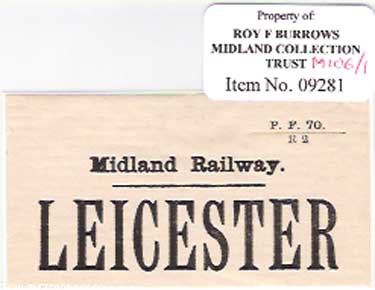 Property of:
ROY F BURROWS
MIDLAND COLLECTION
TRUST M106/1
Item No. 09281
P. F. 70.
R 2
Midland Railway.
LEICESTER